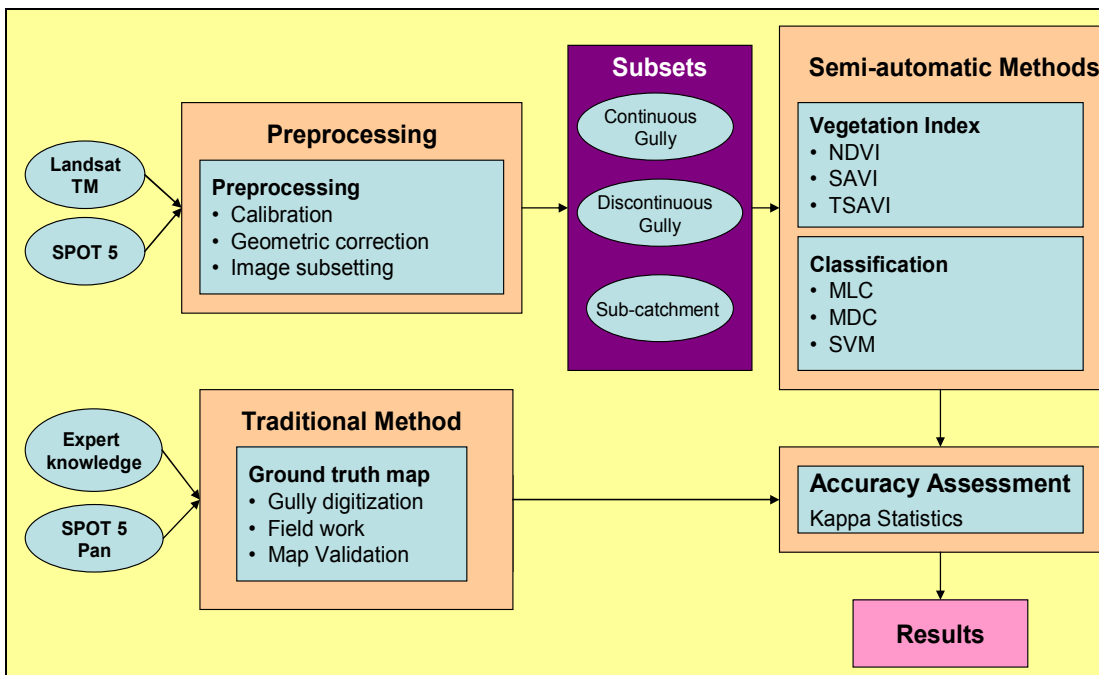 Landsat
TM
SPOT 5
Preprocessing
Preprocessing
• Calibration
• Geometric correction
• Image subsetting
Subsets
Continuous
Gully
Discontinuous
Gully
Sub-catchment
Semi-automatic Methods
Vegetation Index
• NDVI
• SAVI
• TSAVI
Classification
• MLC
• MDC
• SVM
Expert
knowledge
SPOT 5
Pan
Traditional Method
Ground truth map
• Gully digitization
• Field work
• Map Validation
Accuracy Assessment
Kappa Statistics
Results